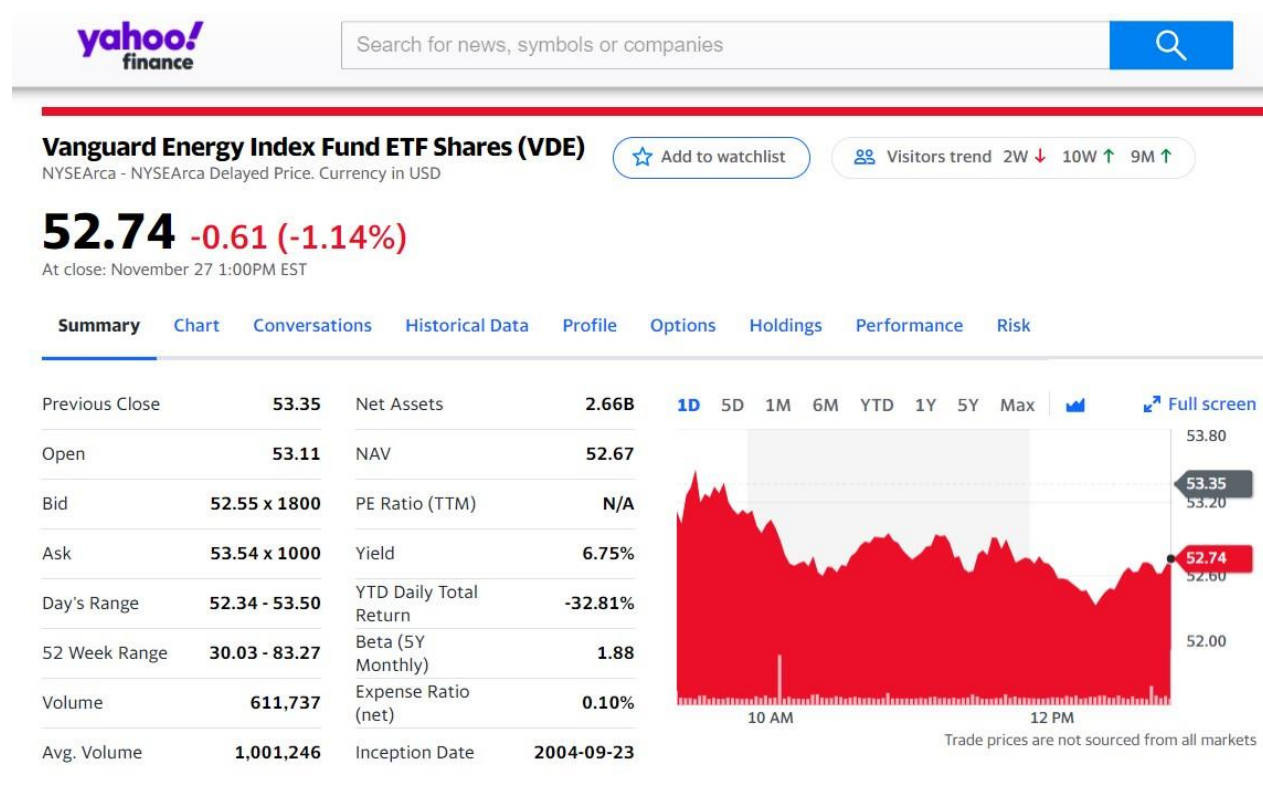 yahoo!
finance
Search for news, symbols or companies
Vanguard Energy Index Fund ETF Shares (VDE)
Add to watchlist
Visitors trend 2W ↓ 10W ↑ 9M ↑
NYSEArca - NYSEArca Delayed Price. Currency in USD
52.74 -0.61 (-1.14%)
At close: November 27 1:00PM EST
Summary Chart Conversations Historical Data Profile Options Holdings Performance Risk
Previous Close 53.35
Open 53.11
Bid 52.55 x 1800
Ask 53.54 x 1000
Day's Range 52.34 - 53.50
52 Week Range 30.03 - 83.27
Volume 611,737
Avg. Volume 1,001,246
Net Assets 2.66B
NAV 52.67
PE Ratio (TTM) N/A
Yield 6.75%
YTD Daily Total
Return -32.81%
Beta (5Y
Monthly) 1.88
Expense Ratio
(net) 0.10%
Inception Date 2004-09-23
1D 5D 1M 6M YTD 1Y 5Y Max Full screen
53.80
53.35
53.20
52.74
52.60
52.00
10 AM 12 PM
Trade prices are not sourced from all markets